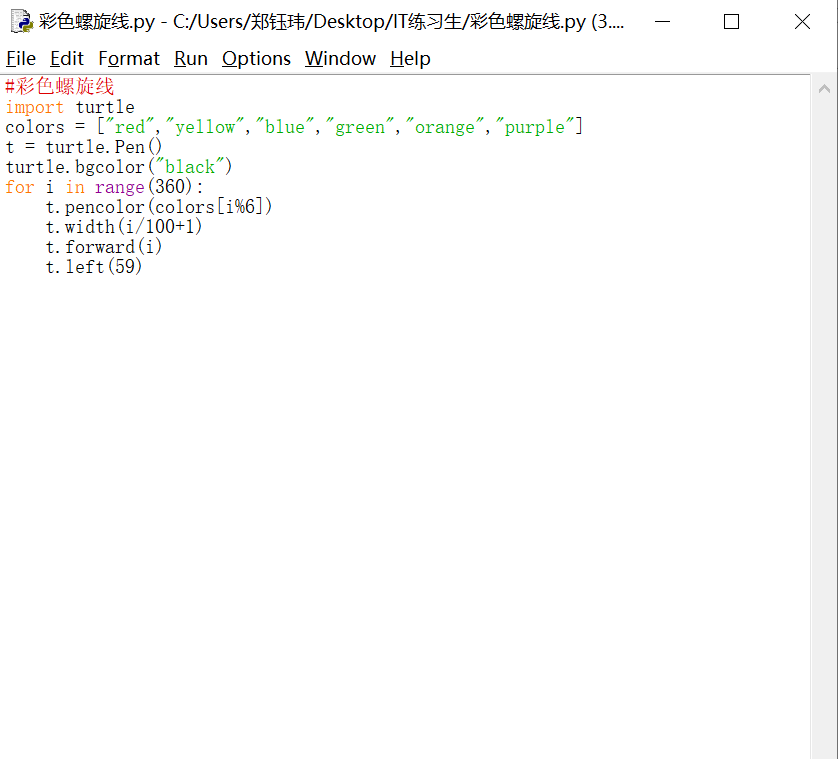 彩色螺旋线.py - C:/Users/郑钰玮/Desktop/IT练习生/彩色螺旋线.py (3....
File Edit Format Run Options Window Help
#彩色螺旋线
import turtle
colors = ["red","yellow","blue","green","orange","purple"]
t = turtle.Pen()
turtle.bgcolor("black")
for i in range(360):
    t.pencolor(colors[i%6])
    t.width(i/100+1)
    t.forward(i)
    t.left(59)